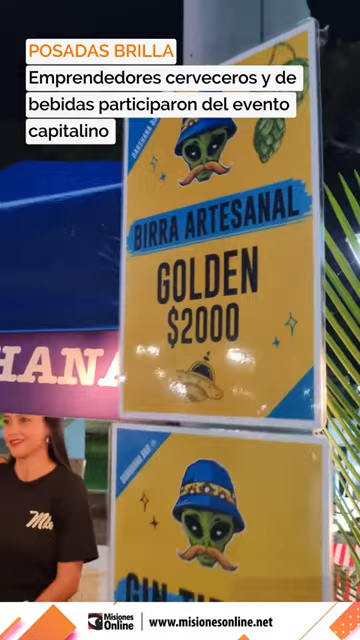 POSADAS BRILLA
Emprendedores cerveceros y de
bebidas participaron del evento
capitalino
BIRRA ARTESANAL
GOLDEN
$2000
HANA
Misiones
Online
www.misionesonline.net